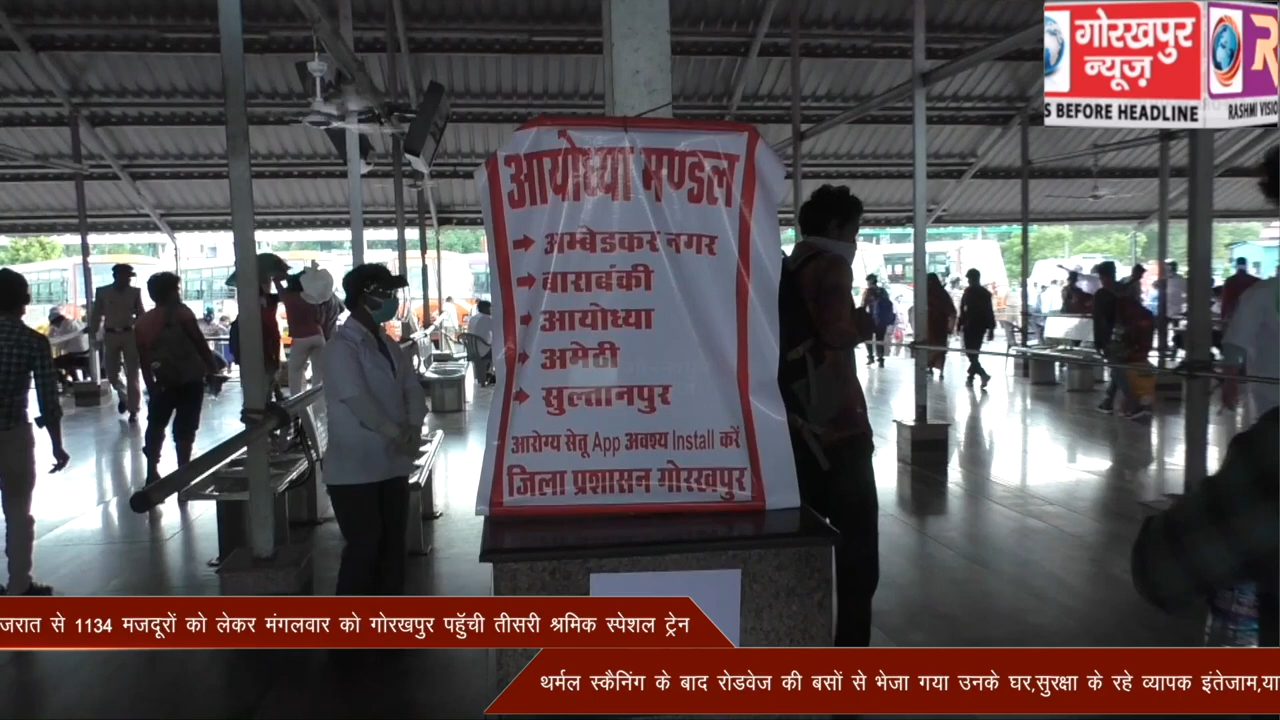 गोरखपुर
न्यूज़
R
S BEFORE HEADLINE
RASHMI VISIO
आयोध्या मण्डल
अम्बेडकर नगर
बाराबंकी
आयोध्या
अमेठी
सुल्तानपुर
आरोग्य सेतू App अवश्य Install करें
जिला प्रशासन गोरखपुर
जरात से 1134 मजदूरों को लेकर मंगलवार को गोरखपुर पहुॅची तीसरी श्रमिक स्पेशल ट्रेन
थर्मल स्कैनिंग के बाद रोडवेज की बसों से भेजा गया उनके घर,सुरक्षा के रहे व्यापक इंतेजाम,या